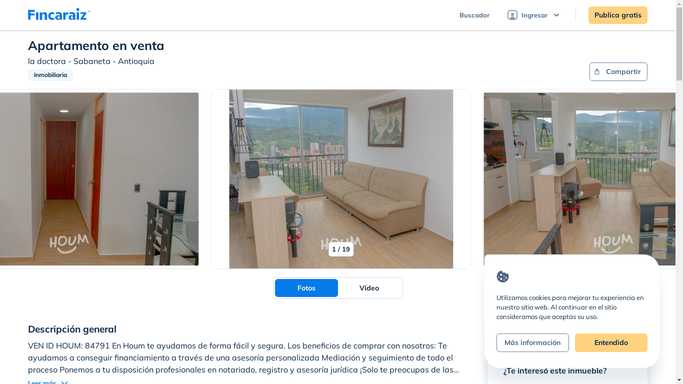 Fincaraiz
Buscador
Ingresar
Publica gratis
Apartamento en venta
la doctora - Sabaneta - Antioquia
Inmobiliaria
Compartir
HOUM
HOUM
HOUM
1 / 19
Fotos
Video
Descripción general
VEN ID HOUM: 84791 En Houm te ayudamos de forma fácil y segura. Los beneficios de comprar con nosotros: Te
ayudamos a conseguir financiamiento a través de una asesoría personalizada Mediación y seguimiento de todo el
proceso Ponemos a tu disposición profesionales en notariado, registro y asesoría jurídica ¡Solo te preocupas de las...
Leer más
Utilizamos cookies para mejorar tu experiencia en
nuestro sitio web. Al continuar en el sitio
consideramos que aceptas su uso.
Más información
Entendido
¿Te interesó este inmueble?